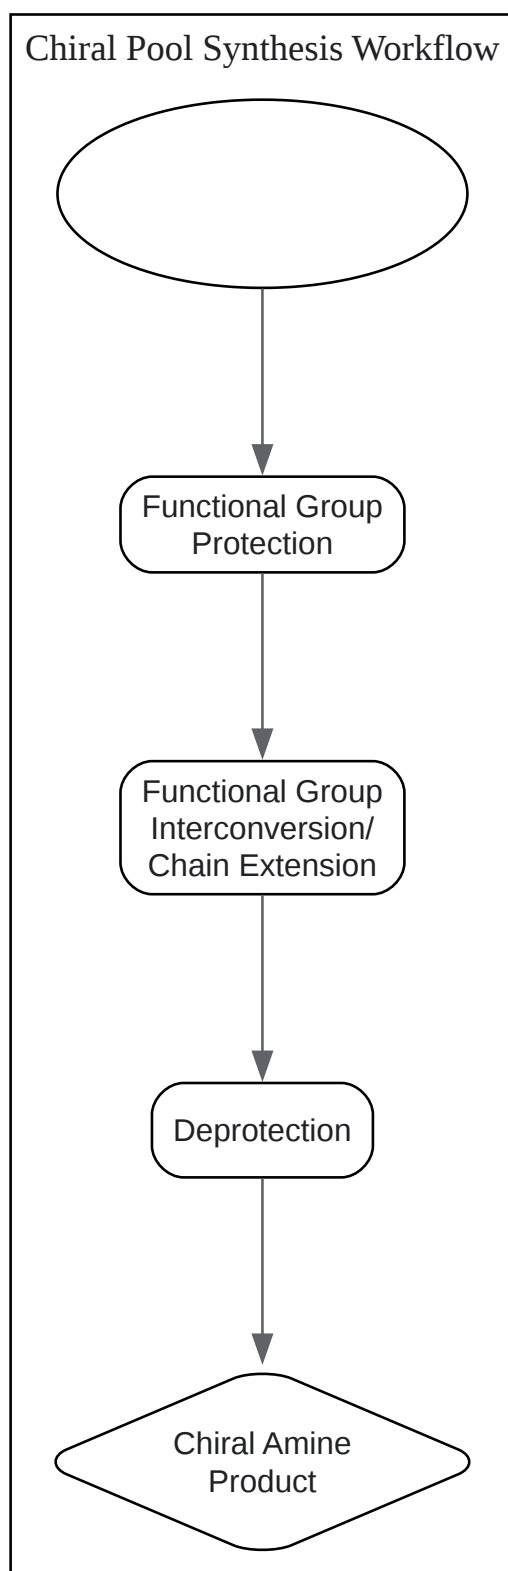 Chiral Pool Synthesis Workflow
Functional Group
Protection
Functional Group
Interconversion/
Chain Extension
Deprotection
Chiral Amine
Product